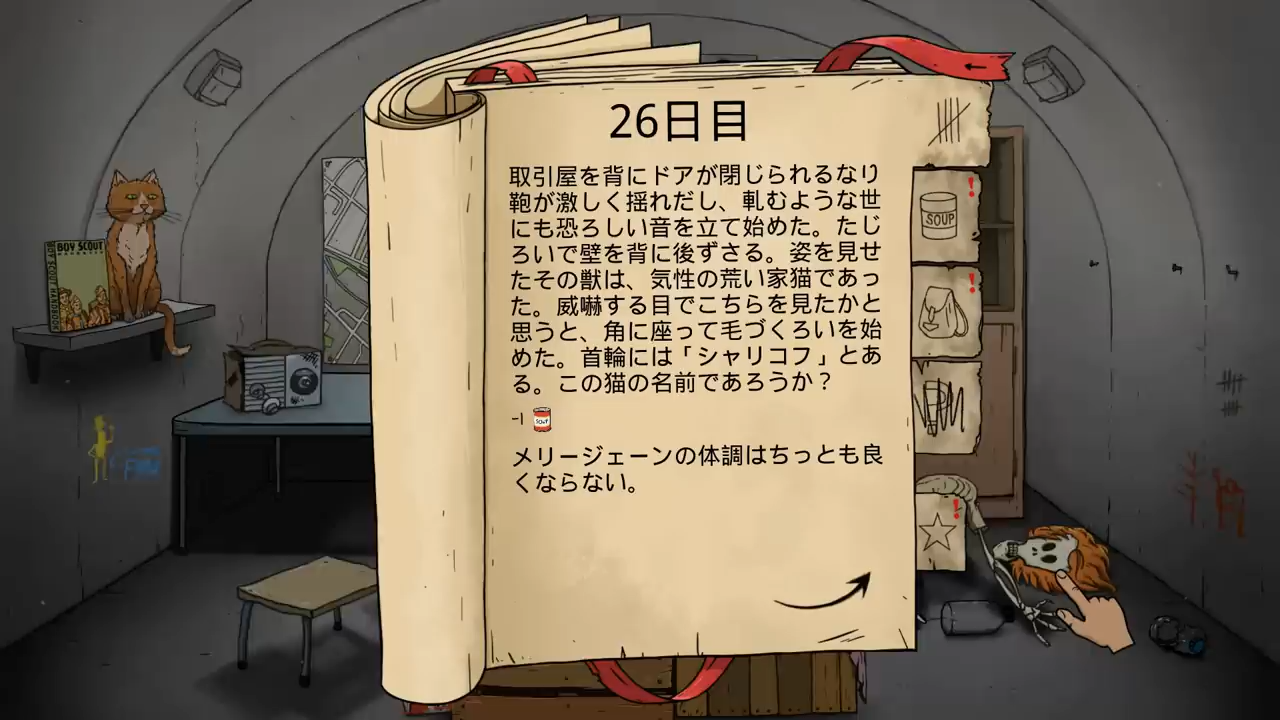 26日目
取引屋を背にドアが閉じられるなり
鞄が激しく揺れだし、軋むような世
にも恐ろしい音を立て始めた。たじ
ろいで壁を背に後ずさる。姿を見せ
たその獣は、気性の荒い家猫であっ
た。威嚇する目でこちらを見たかと
思うと、角に座って毛づくろいを始
めた。首輪には「シャリコフ」とあ
る。この猫の名前であろうか？
-1
SOUP
メリージェーンの体調はちっとも良
くならない。
SOUP
!
!
!
BOY SCOUT
BOY SCOUT HANDBOOK